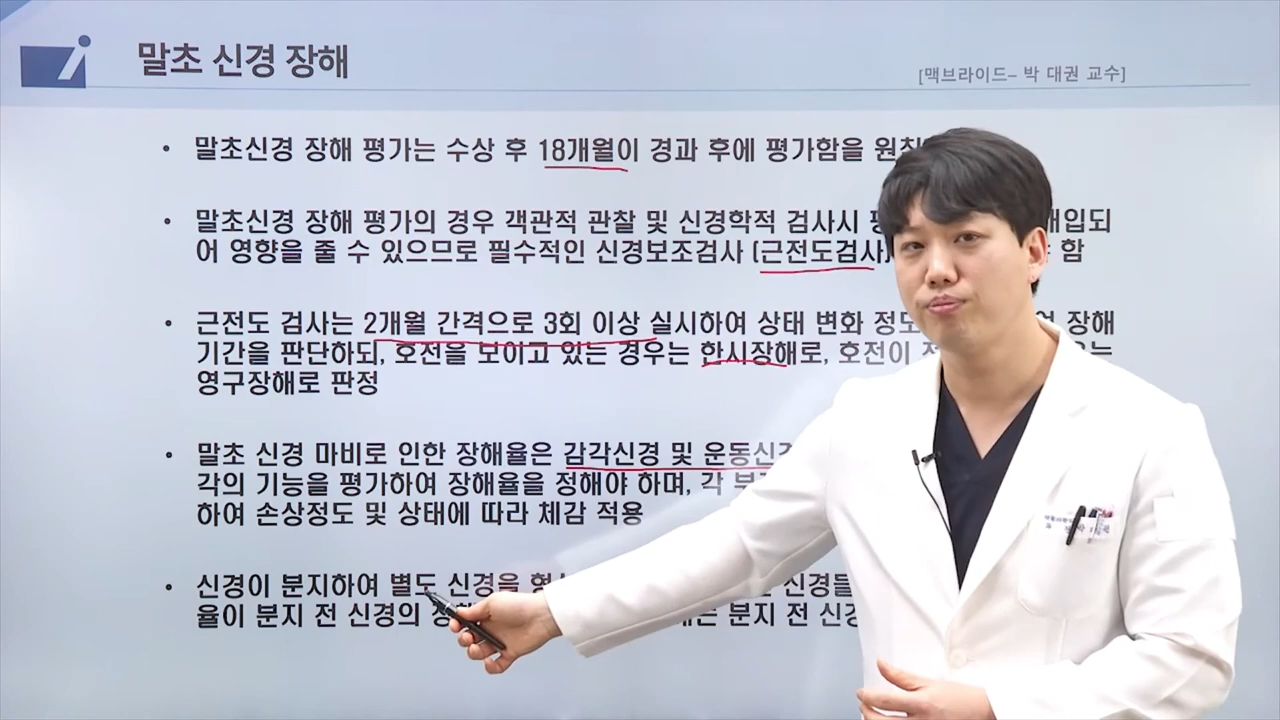 말초 신경 장해
[맥브라이드– 박 대권 교수]
• 말초신경 장해 평가는 수상 후 18개월이 경과 후에 평가함을
• 말초신경 장해 평가의 경우 객관적 관찰 및 신경학적 검사시
어 영향을 줄 수 있으므로 필수적인 신경보조검사 (근전도검사) 함
• 근전도 검사는 2개월 간격으로 3회 이상 실시하여 상태 변화 장해
기간을 판단하되, 호전을 보이고 있는 경우는 한시장해로, 호전이
영구장해로 판정
• 말초 신경 마비로 인한 장해율은 감각신경 및
각의 기능을 평가하여 장해율을 정해야 하며, 각
하여 손상정도 및 상태에 따라 체감 적용
• 신경이 분지하여 별도 신경을
율이 분지 전 신경의 분지 전